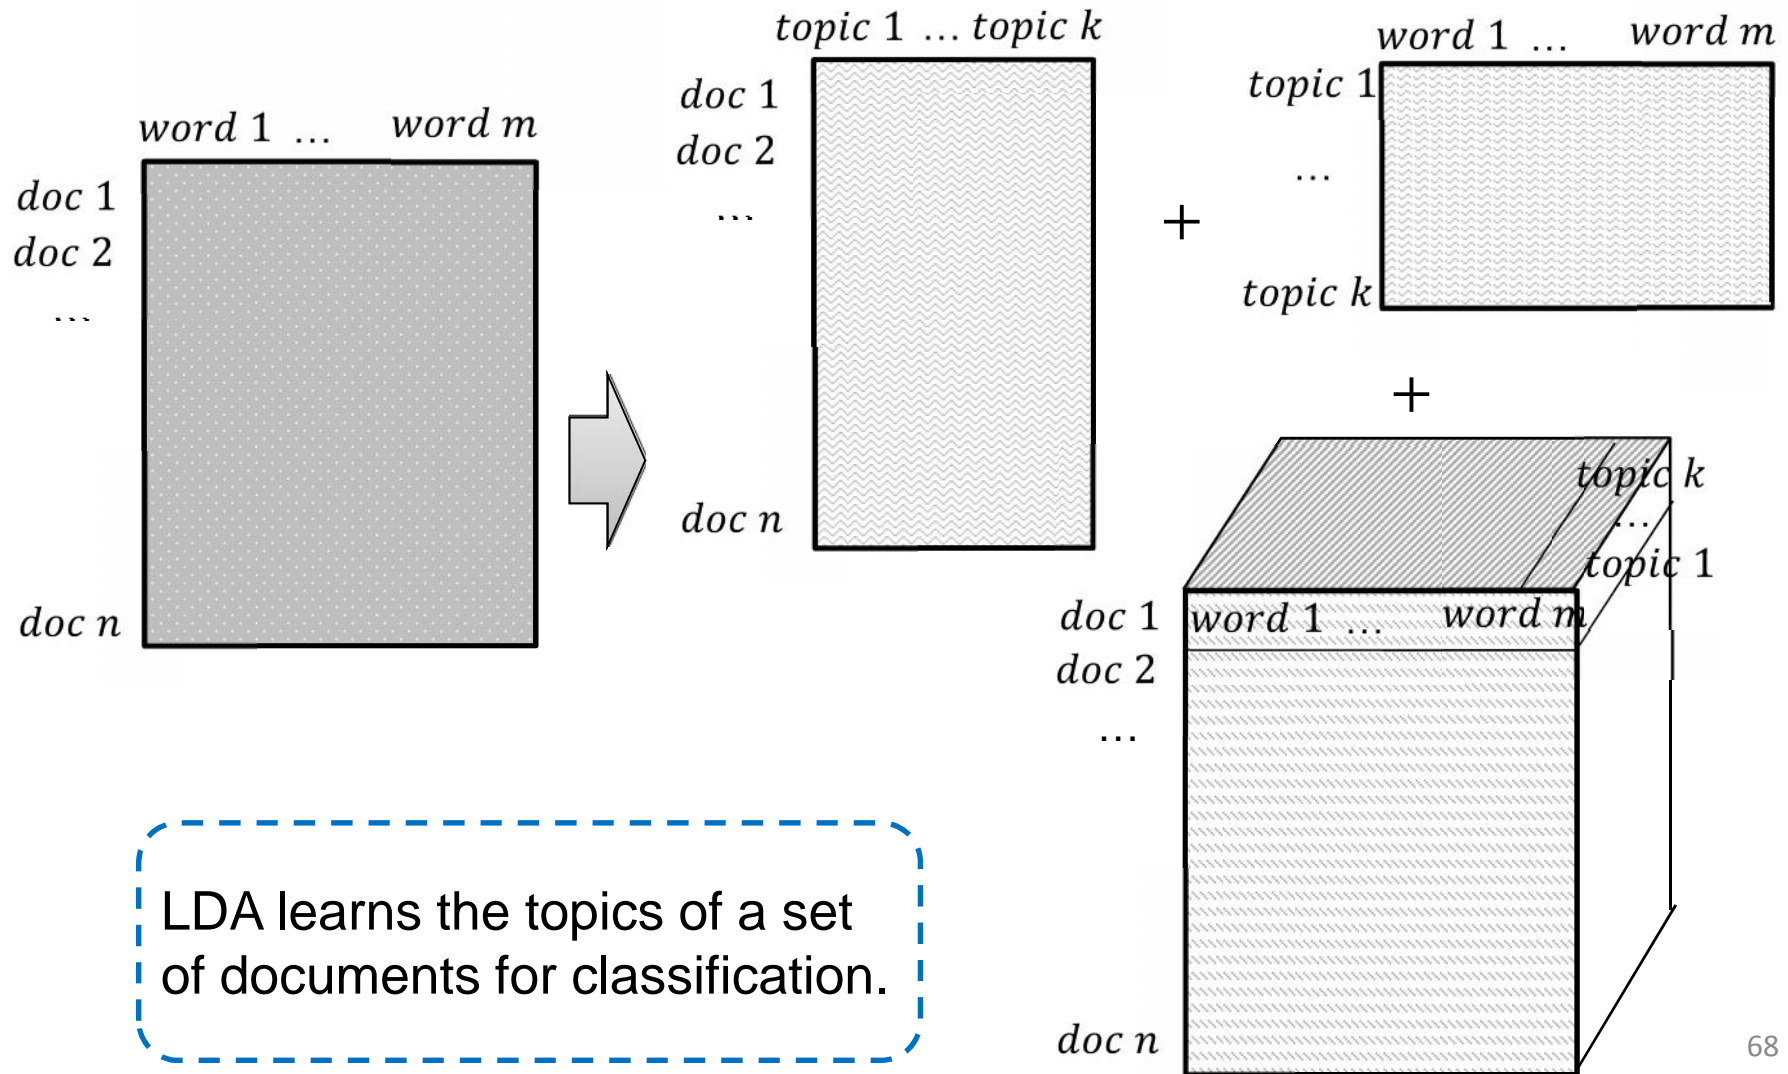 word 1 … word m
doc 1
doc 2
…
doc n
topic 1 … topic k
doc 1
doc 2
…
doc n
+
word 1 … word m
topic 1
…
topic k
+
topic k
…
topic 1
doc 1 word 1 … word m
doc 2
…
doc n
LDA learns the topics of a set
of documents for classification.
68